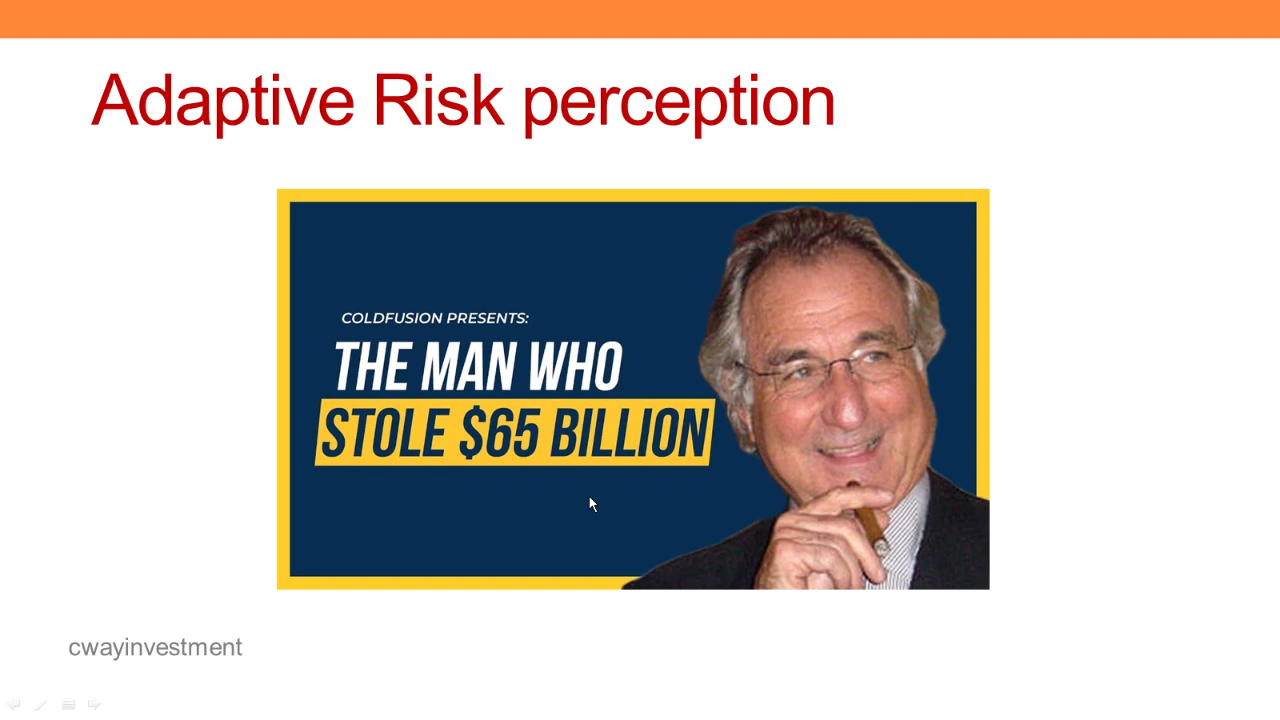 Adaptive Risk perception
COLDFUSION PRESENTS:
THE MAN WHO
STOLE $65 BILLION
cwayinvestment